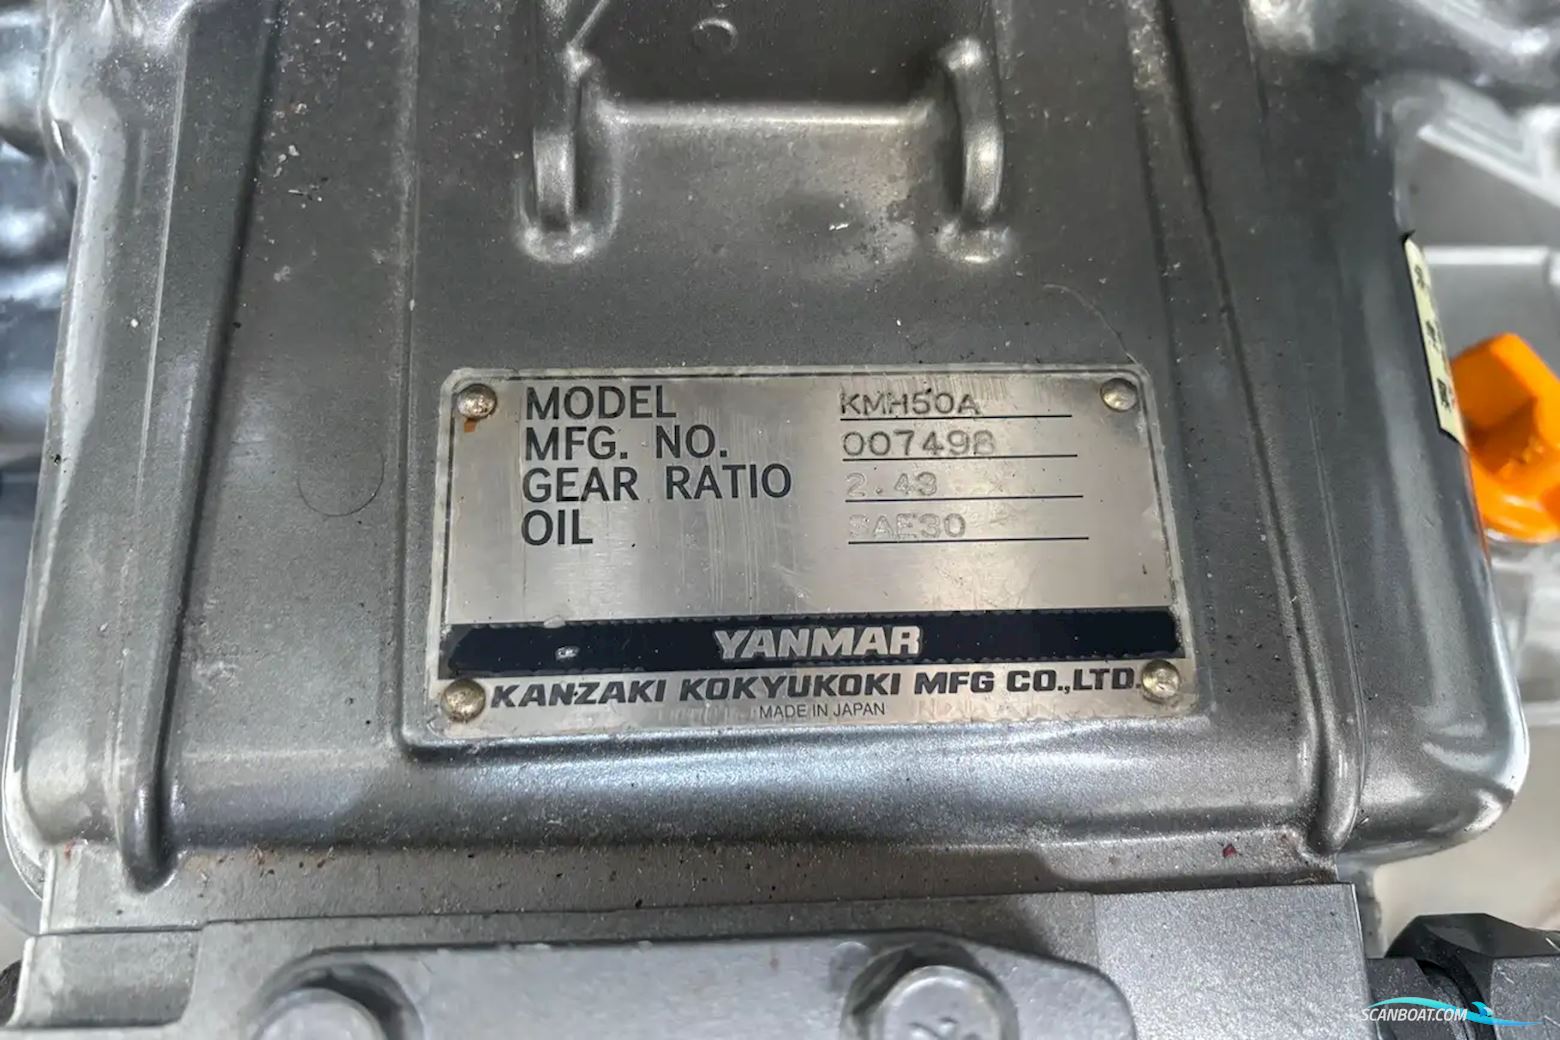 MODEL KMH50A
MFG. NO. 007498
GEAR RATIO 2.43
OIL SAE30
YANMAR
KANZAKI KOKYUKOKI MFG CO.,LTD.
MADE IN JAPAN
SCANBOAT.COM